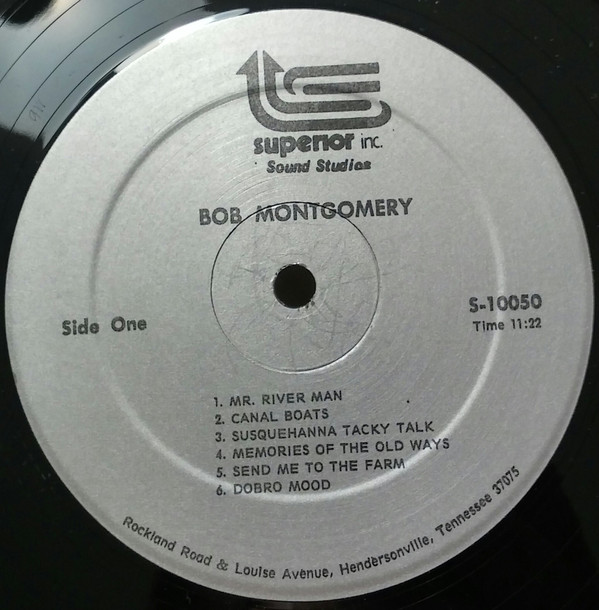 superior inc.
Sound Studios
BOB MONTGOMERY
Side One
S-10050
Time 11:22
1. MR. RIVER MAN
2. CANAL BOATS
3. SUSQUEHANNA TACKY TALK
4. MEMORIES OF THE OLD WAYS
5. SEND ME TO THE FARM
6. DOBRO MOOD
Rockland Road & Louise Avenue, Hendersonville, Tennessee 37075